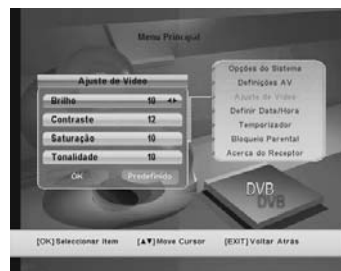 Menu Principal
Ajuste de Vídeo
Brilho 10
Contraste 12
Saturação 10
Tonalidade 10
OK Predefinido
Opções do Sistema
Definições AV
Ajuste de Vídeo
Definir Data/Hora
Temporizador
Bloqueio Parental
Acerca do Receptor
DVB
DVB
[OK]Seleccionar Item [▲▼]Move Cursor [EXIT]Voltar Atrás